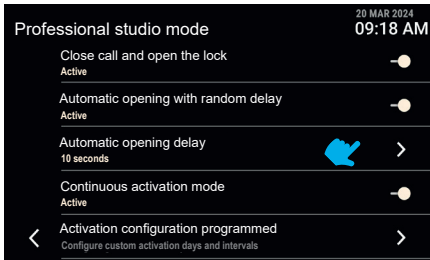 20 MAR 2024
Professional studio mode
09:18 AM
Close call and open the lock
Active
Automatic opening with random delay
Active
Automatic opening delay
10 seconds
Continuous activation mode
Active
Activation configuration programmed
Configure custom activation days and intervals